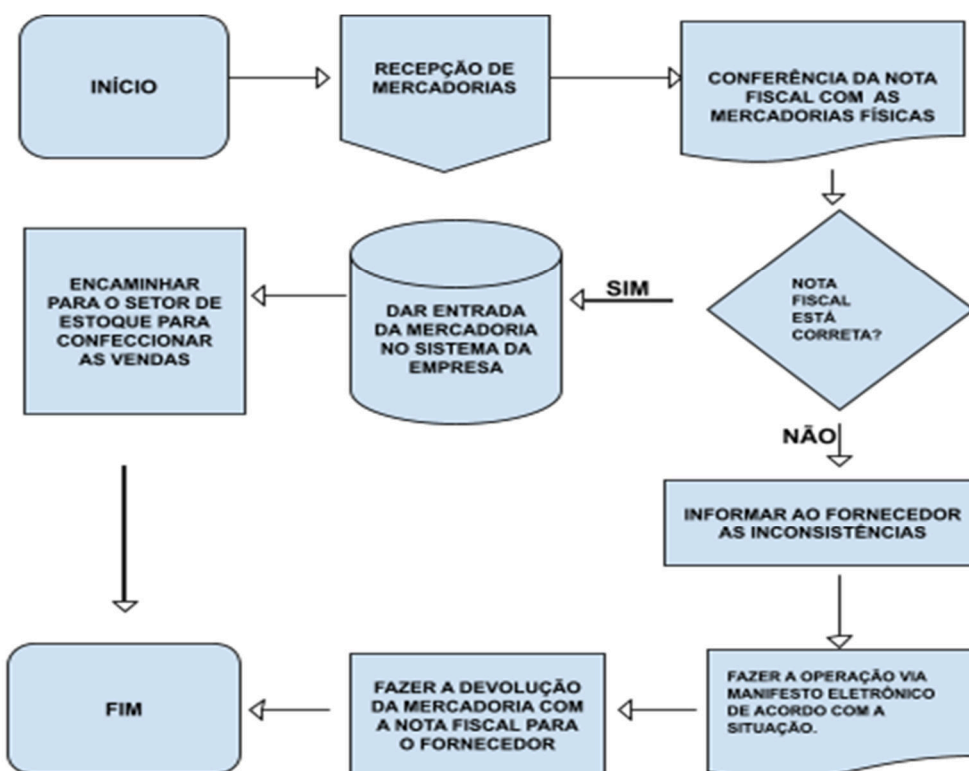 INÍCIO
RECEPÇÃO DE
MERCADORIAS
CONFERÊNCIA DA NOTA
FISCAL COM AS
MERCADORIAS FÍSICAS
NOTA
FISCAL
ESTÁ
CORRETA?
SIM
DAR ENTRADA
DA MERCADORIA
NO SISTEMA DA
EMPRESA
ENCAMINHAR
PARA O SETOR DE
ESTOQUE PARA
CONFECCIONAR
AS VENDAS
NÃO
INFORMAR AO FORNECEDOR
AS INCONSISTÊNCIAS
FAZER A OPERAÇÃO VIA
MANIFESTO ELETRÔNICO
DE ACORDO COM A
SITUAÇÃO.
FAZER A DEVOLUÇÃO
DA MERCADORIA COM
A NOTA FISCAL PARA
O FORNECEDOR
FIM